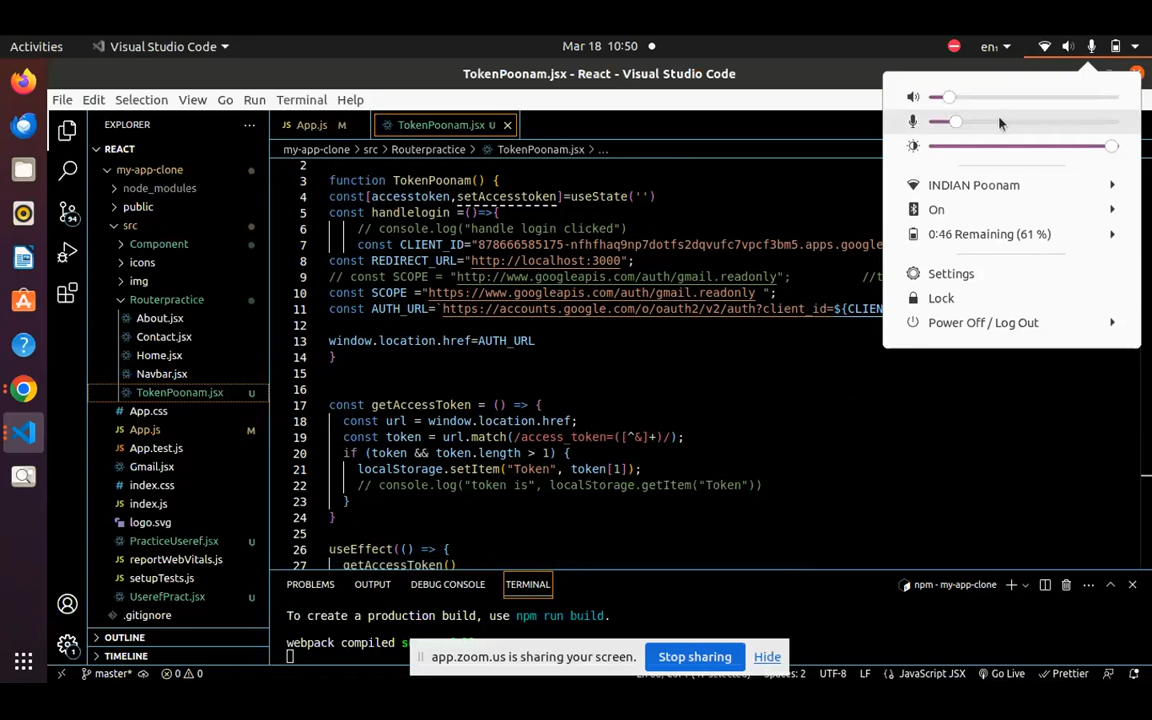 Activities
Visual Studio Code
Mar 18 10:50
en₁
TokenPoonam.jsx - React - Visual Studio Code
File Edit Selection View Go Run Terminal Help
EXPLORER
App.js M
TokenPoonam.jsx U
REACT
my-app-clone > src > Routerpractice > TokenPoonam.jsx > ...
my-app-clone
node_modules
public
src
Component
icons
img
Routerpractice
About.jsx
Contact.jsx
Home.jsx
Navbar.jsx
TokenPoonam.jsx U
App.css
App.js M
App.test.js
Gmail.jsx
index.css
index.js
logo.svg
PracticeUseref.jsx U
reportWebVitals.js
setupTests.js
UserefPract.jsx U
.gitignore
OUTLINE
TIMELINE
2
3 function TokenPoonam() {
4 const[accesstoken,setAccesstoken]=useState('')
5 const handlelogin =()=>{
6 // console.log("handle login clicked")
7 const CLIENT_ID="878666585175-nfhfhaq9np7dotfs2dqvufc7vpcf3bm5.apps.google
8 const REDIRECT_URL="http://localhost:3000";
9 // const SCOPE = "http://www.googleapis.com/auth/gmail.readonly"; //t
10 const SCOPE ="https://www.googleapis.com/auth/gmail.readonly ";
11 const AUTH_URL=`https://accounts.google.com/o/oauth2/v2/auth?client_id=${CLIEN
12
13 window.location.href=AUTH_URL
14 }
15
16
17 const getAccessToken = () => {
18 const url = window.location.href;
19 const token = url.match(/access_token=([^&]+)/);
20 if (token && token.length > 1) {
21 localStorage.setItem("Token", token[1]);
22 // console.log("token is", localStorage.getItem("Token"))
23 }
24 }
25
26 useEffect(() => {
27 getAccessToken()
INDIAN Poonam
On
0:46 Remaining (61 %)
Settings
Lock
Power Off / Log Out
PROBLEMS OUTPUT DEBUG CONSOLE TERMINAL
npm - my-app-clone
To create a production build, use npm run build.
webpack compiled
app.zoom.us is sharing your screen.
Stop sharing
Hide
master*
0 0
Spaces: 2 UTF-8 LF JavaScript JSX Go Live Prettier